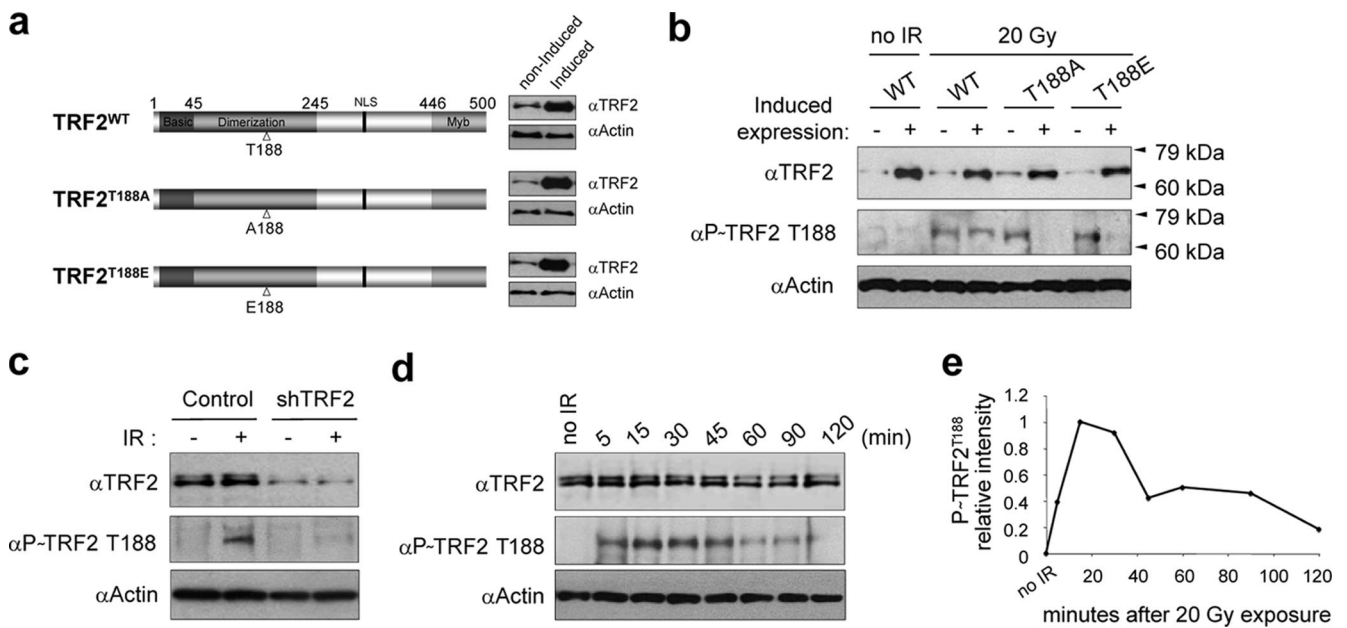 a
non-Induced
Induced
1 45 245 NLS 446 500
TRF2WT
Basic Dimerization Myb
T188
αTRF2
αActin
TRF2T188A
A188
αTRF2
αActin
TRF2T188E
E188
αTRF2
αActin
b
no IR 20 Gy
WT WT T188A T188E
Induced
expression: - + - + - + - +
αTRF2
79 kDa
60 kDa
αP~TRF2 T188
79 kDa
60 kDa
αActin
c
Control shTRF2
IR : - + - +
αTRF2
αP~TRF2 T188
αActin
d
no IR 5 15 30 45 60 90 120 (min)
αTRF2
αP~TRF2 T188
αActin
e
P~TRF2T188
relative intensity
1.2
1
0.8
0.6
0.4
0.2
0
no IR 20 40 60 80 100 120
minutes after 20 Gy exposure